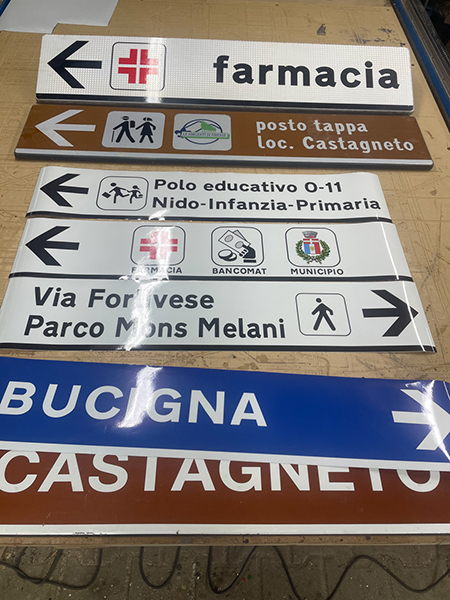 farmacia
posto tappa
loc. Castagneto
Polo educativo 0-11
Nido-Infanzia-Primaria
FARMACIA BANCOMAT MUNICIPIO
Via Forlivese
Parco Mons Melani
BUCIGNA
CASTAGNETO